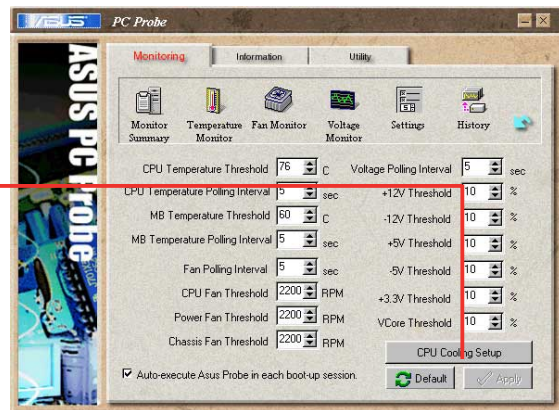 ASUS PC Probe
Monitoring Information Utility
Monitor Summary
Temperature Monitor
Fan Monitor
Voltage Monitor
Settings
History
ASUS PC Probe
CPU Temperature Threshold 76 C
CPU Temperature Polling Interval 5 sec
MB Temperature Threshold 60 C
MB Temperature Polling Interval 5 sec
Fan Polling Interval 5 sec
CPU Fan Threshold 2200 RPM
Power Fan Threshold 2200 RPM
Chassis Fan Threshold 2200 RPM
Voltage Polling Interval 5 sec
+12V Threshold 10 %
-12V Threshold 10 %
+5V Threshold 10 %
-5V Threshold 10 %
+3.3V Threshold 10 %
VCore Threshold 10 %
CPU Cooling Setup
Auto-execute Asus Probe in each boot-up session.
Default
Apply